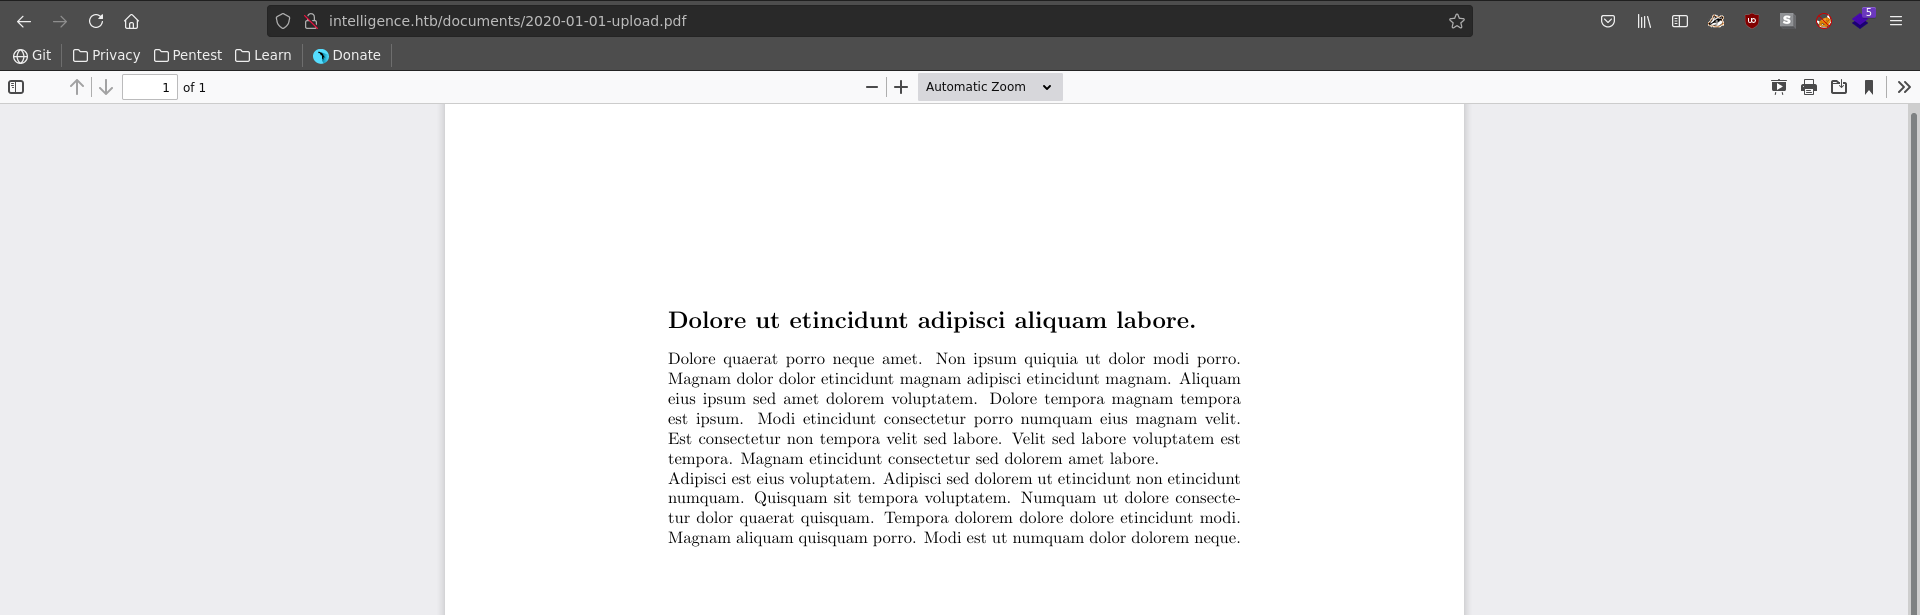 intelligence.htb/documents/2020-01-01-upload.pdf
5
Git Privacy Pentest Learn Donate
1 of 1 Automatic Zoom
Dolore ut etincidunt adipisci aliquam labore.
Dolore quaerat porro neque amet. Non ipsum quiquia ut dolor modi porro.
Magnam dolor dolor etincidunt magnam adipisci etincidunt magnam. Aliquam
eius ipsum sed amet dolorem voluptatem. Dolore tempora magnam tempora
est ipsum. Modi etincidunt consectetur porro numquam eius magnam velit.
Est consectetur non tempora velit sed labore. Velit sed labore voluptatem est
tempora. Magnam etincidunt consectetur sed dolorem amet labore.
Adipisci est eius voluptatem. Adipisci sed dolorem ut etincidunt non etincidunt
numquam. Quisquam sit tempora voluptatem. Numquam ut dolore consecte-
tur dolor quaerat quisquam. Tempora dolorem dolore dolore etincidunt modi.
Magnam aliquam quisquam porro. Modi est ut numquam dolor dolorem neque.